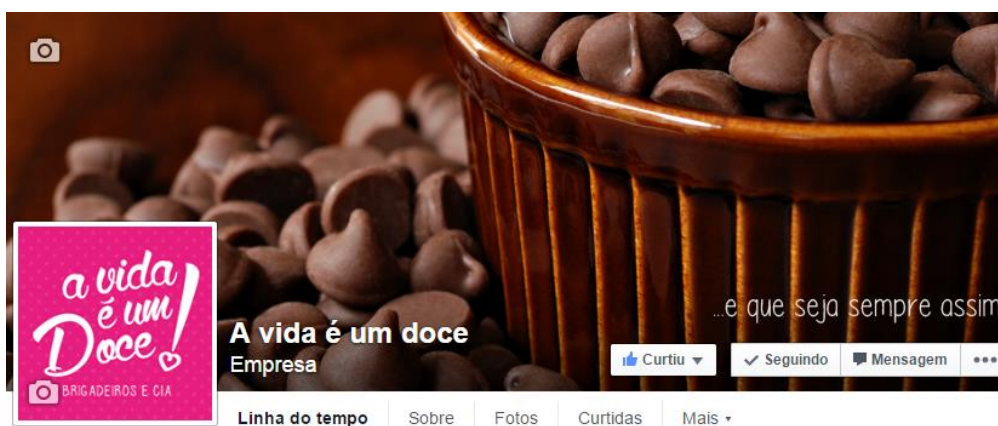 ...e que seja sempre assim
a vida
é um
Doce!
BRIGADEIROS E CIA
A vida é um doce
Empresa
Curtiu
Seguindo
Mensagem
Linha do tempo
Sobre
Fotos
Curtidas
Mais